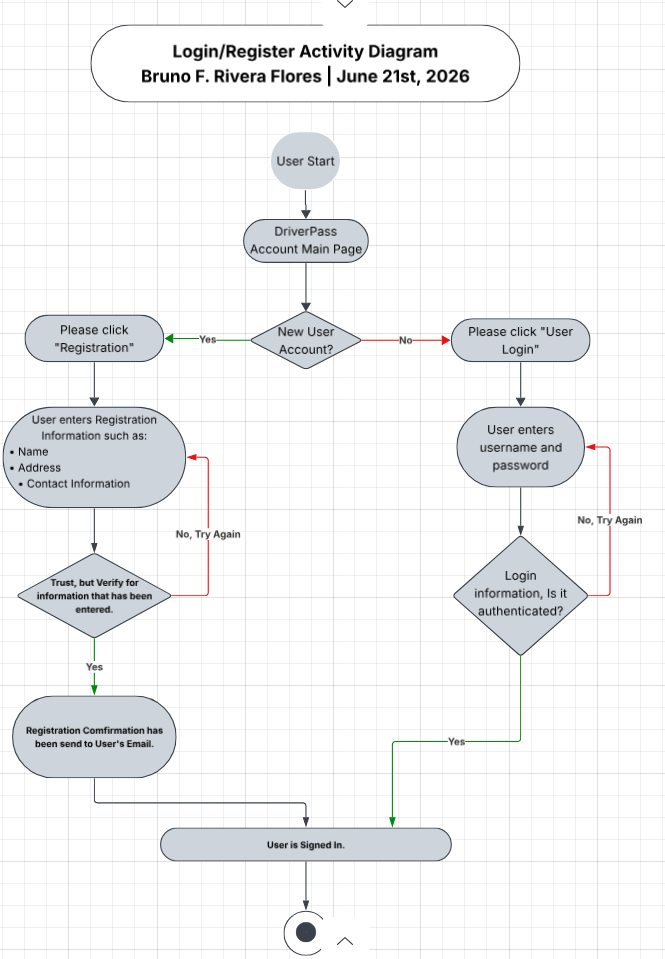 Login/Register Activity Diagram
Bruno F. Rivera Flores | June 21st, 2026
User Start
DriverPass
Account Main Page
New User
Account?
Yes
No
Please click
"Registration"
Please click "User
Login"
User enters Registration
Information such as:
• Name
• Address
• Contact Information
User enters
username and
password
No, Try Again
No, Try Again
Trust, but Verify for
information that has been
entered.
Login
information, Is it
authenticated?
Yes
Registration Comfirmation has
been send to User's Email.
Yes
User is Signed In.